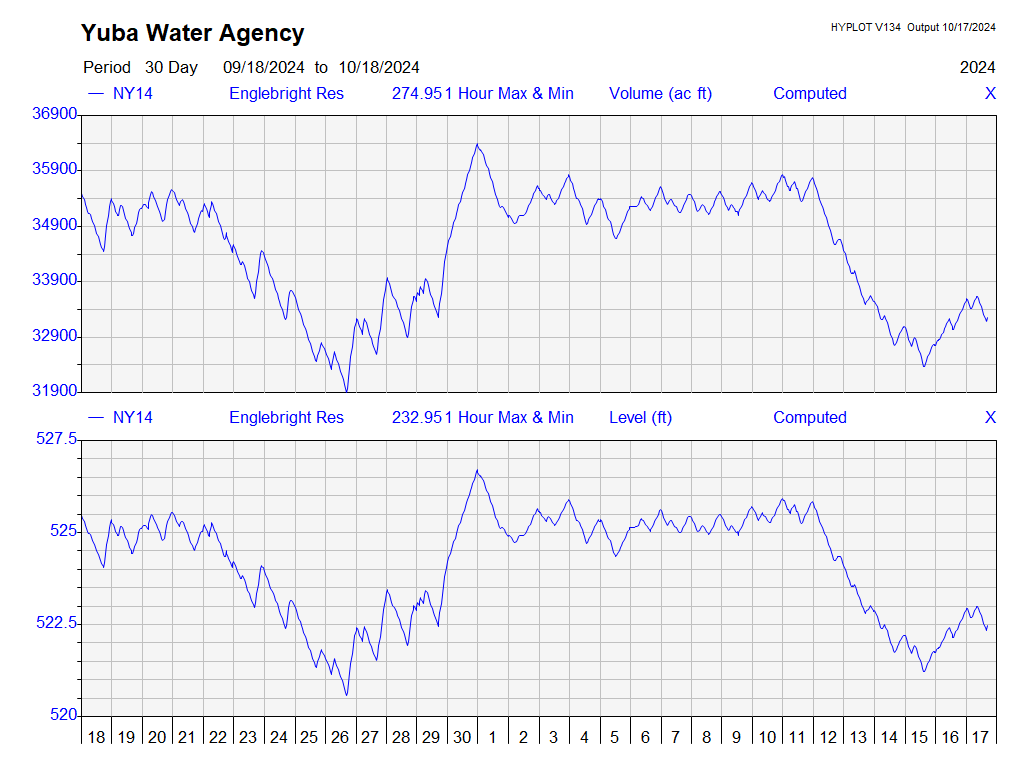 Yuba Water Agency
HYPLOT V134 Output 10/17/2024
Period 30 Day 09/18/2024 to 10/18/2024 2024
NY14 Englebright Res 274.951 Hour Max & Min Volume (ac ft) Computed X
36900
35900
34900
33900
32900
31900
NY14 Englebright Res 232.951 Hour Max & Min Level (ft) Computed X
527.5
525
522.5
520
18 19 20 21 22 23 24 25 26 27 28 29 30 1 2 3 4 5 6 7 8 9 10 11 12 13 14 15 16 17